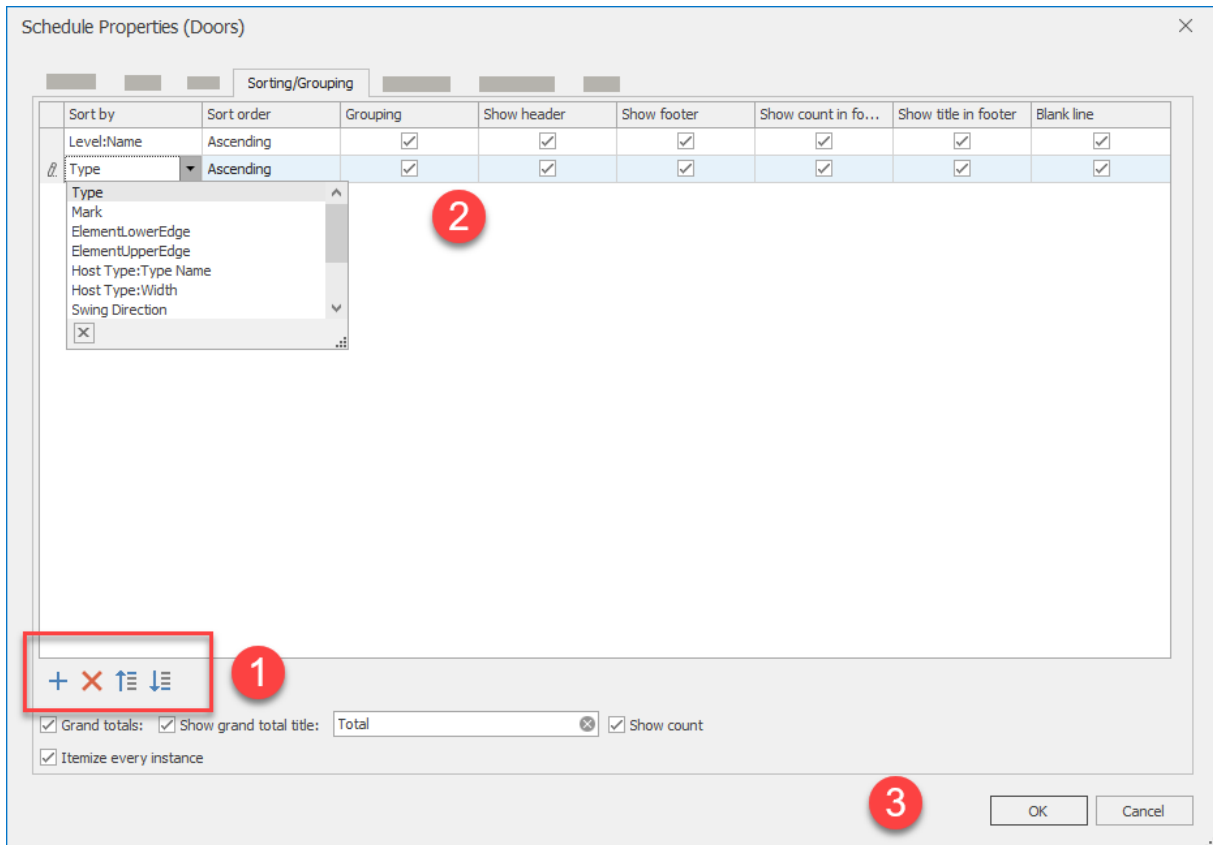 Schedule Properties (Doors)
Sorting/Grouping
Sort by Sort order Grouping Show header Show footer Show count in fo... Show title in footer Blank line
Level:Name Ascending
Type Ascending
Type
Mark
ElementLowerEdge
ElementUpperEdge
Host Type:Type Name
Host Type:Width
Swing Direction
2
1
Grand totals: Show grand total title: Total Show count
Itemize every instance
3
OK Cancel